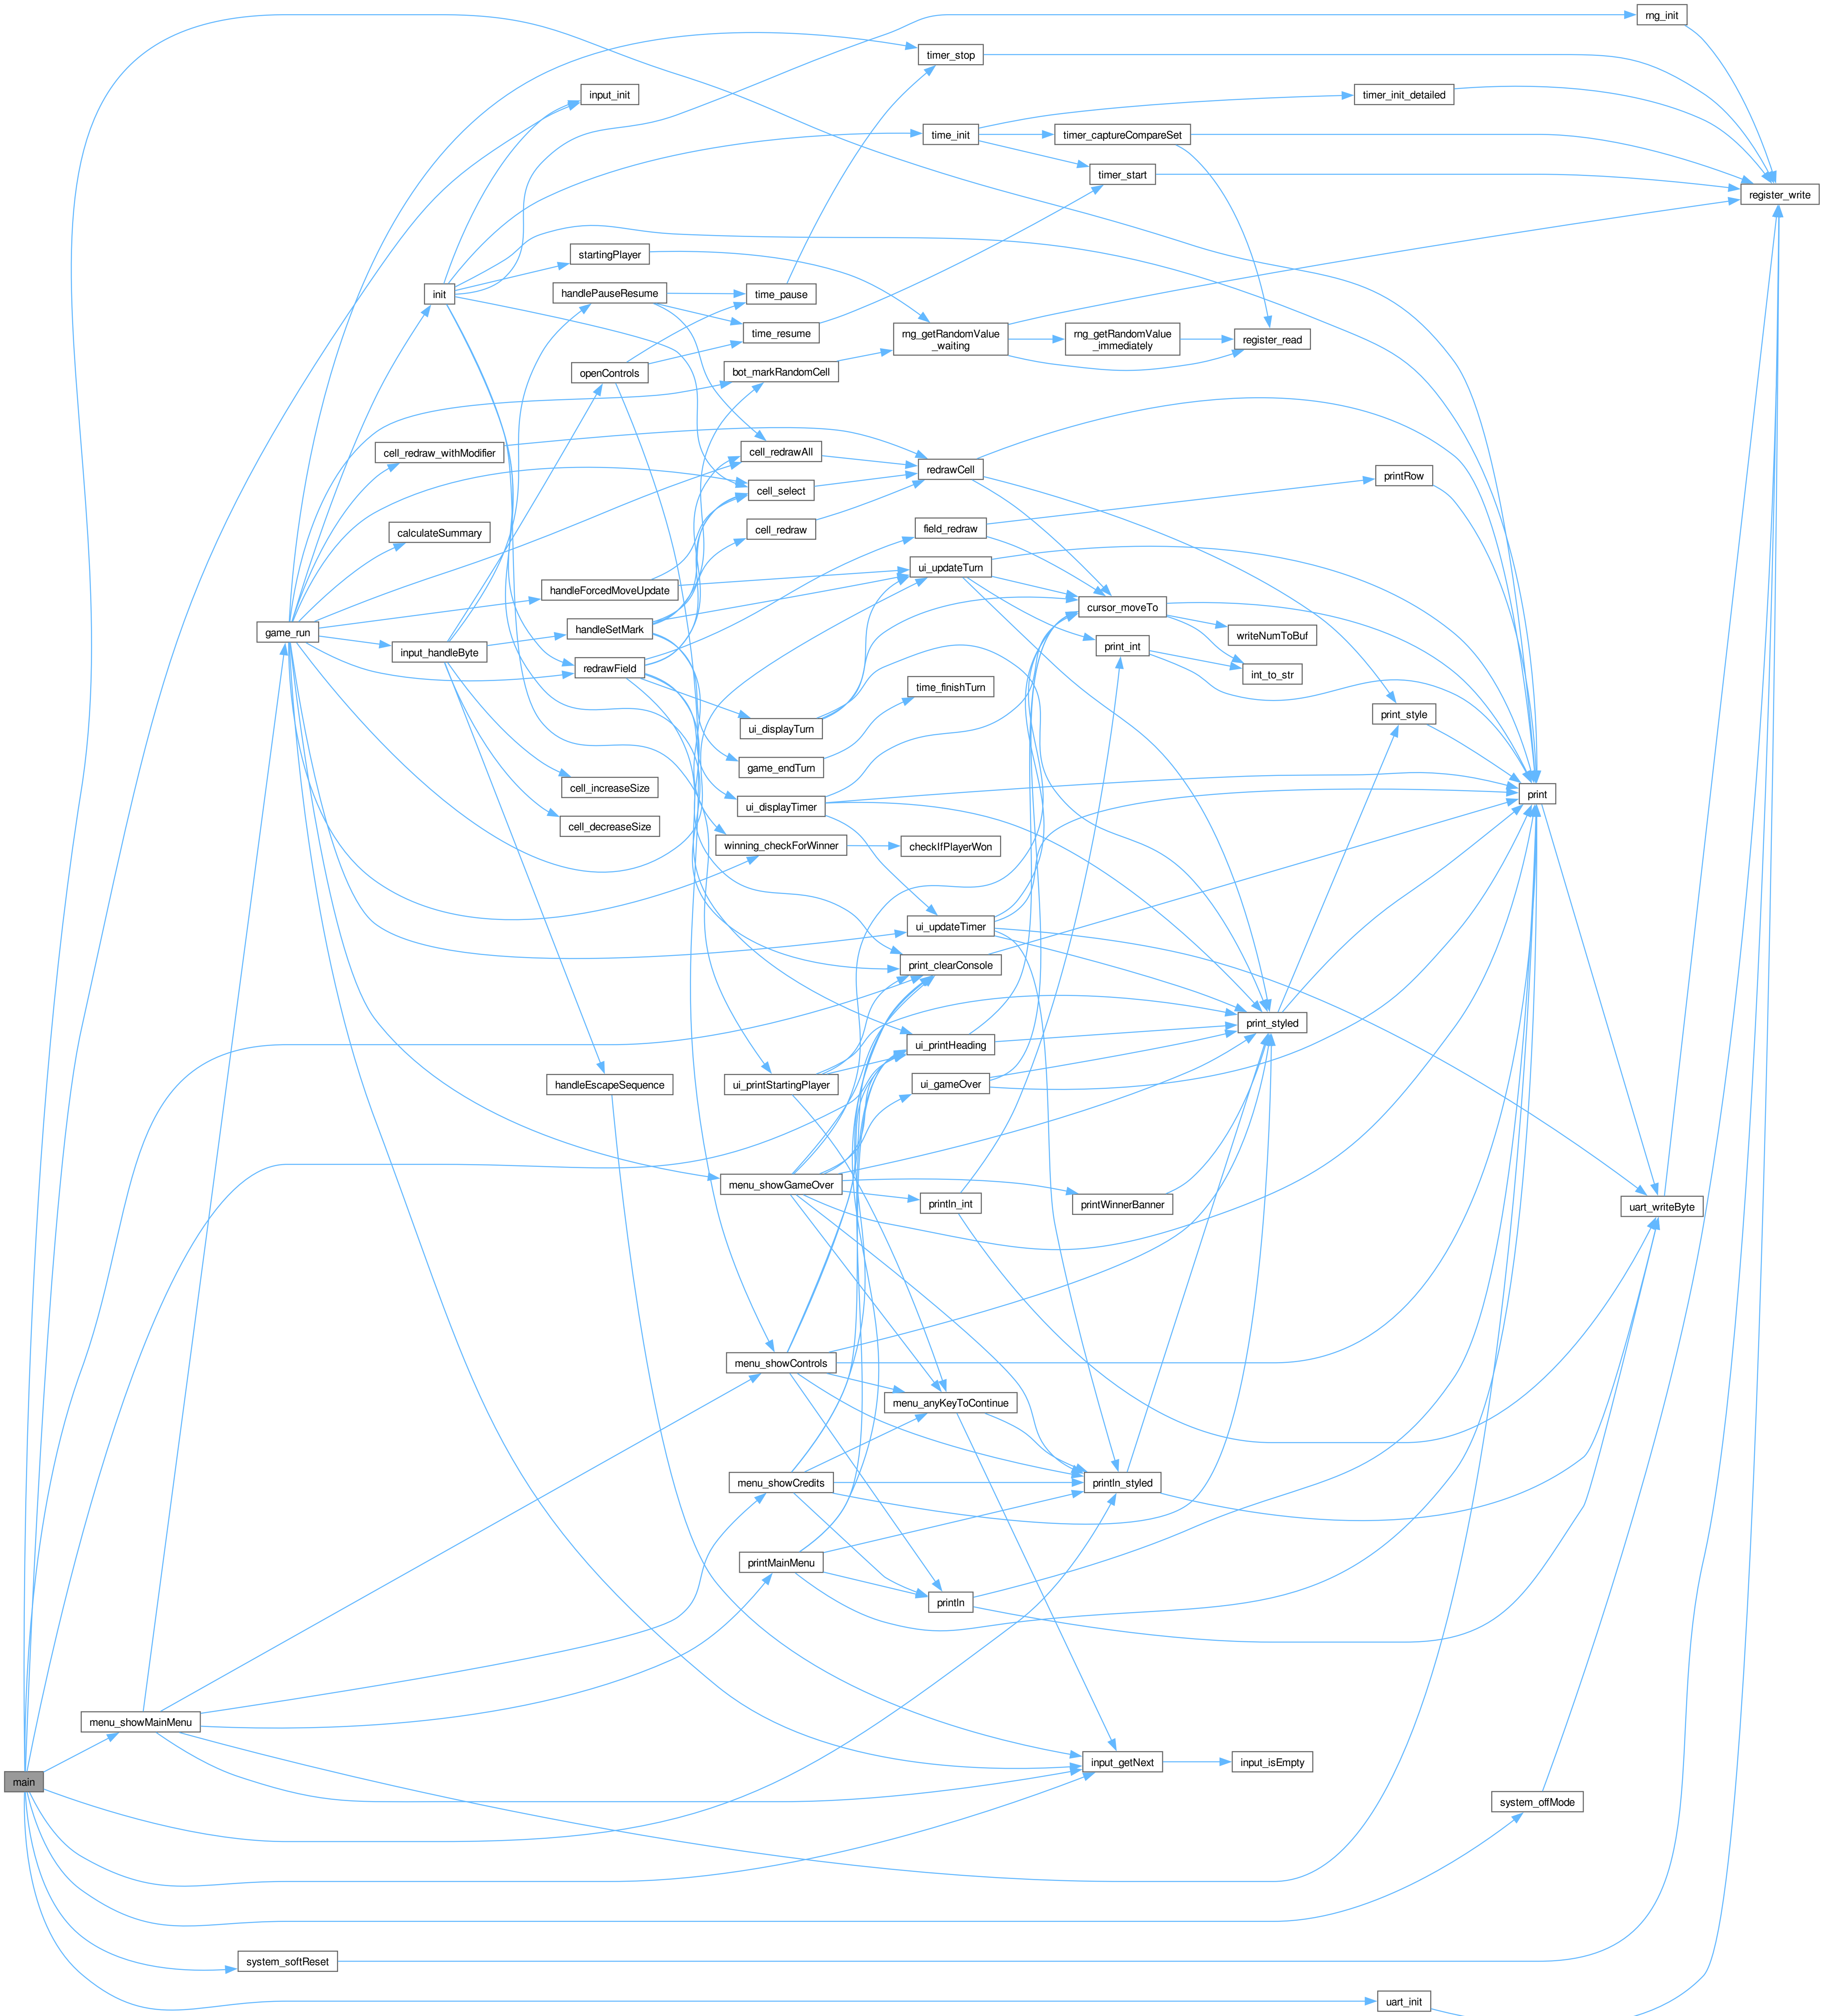 rng_init
timer_stop
input_init
timer_init_detailed
time_init
timer_captureCompareSet
timer_start
register_write
startingPlayer
init
handlePauseResume
time_pause
time_resume
rng_getRandomValue
_waiting
rng_getRandomValue
_immediately
register_read
openControls
bot_markRandomCell
cell_redraw_withModifier
cell_redrawAll
redrawCell
printRow
cell_select
calculateSummary
cell_redraw
field_redraw
ui_updateTurn
handleForcedMoveUpdate
cursor_moveTo
game_run
handleSetMark
writeNumToBuf
input_handleByte
print_int
redrawField
int_to_str
time_finishTurn
print_style
ui_displayTurn
game_endTurn
cell_increaseSize
print
ui_displayTimer
cell_decreaseSize
winning_checkForWinner
checkIfPlayerWon
ui_updateTimer
print_clearConsole
print_styled
ui_printHeading
handleEscapeSequence
ui_printStartingPlayer
ui_gameOver
menu_showGameOver
println_int
printWinnerBanner
uart_writeByte
menu_showControls
menu_anyKeyToContinue
menu_showCredits
println_styled
printMainMenu
println
menu_showMainMenu
input_getNext
input_isEmpty
main
system_offMode
system_softReset
uart_init